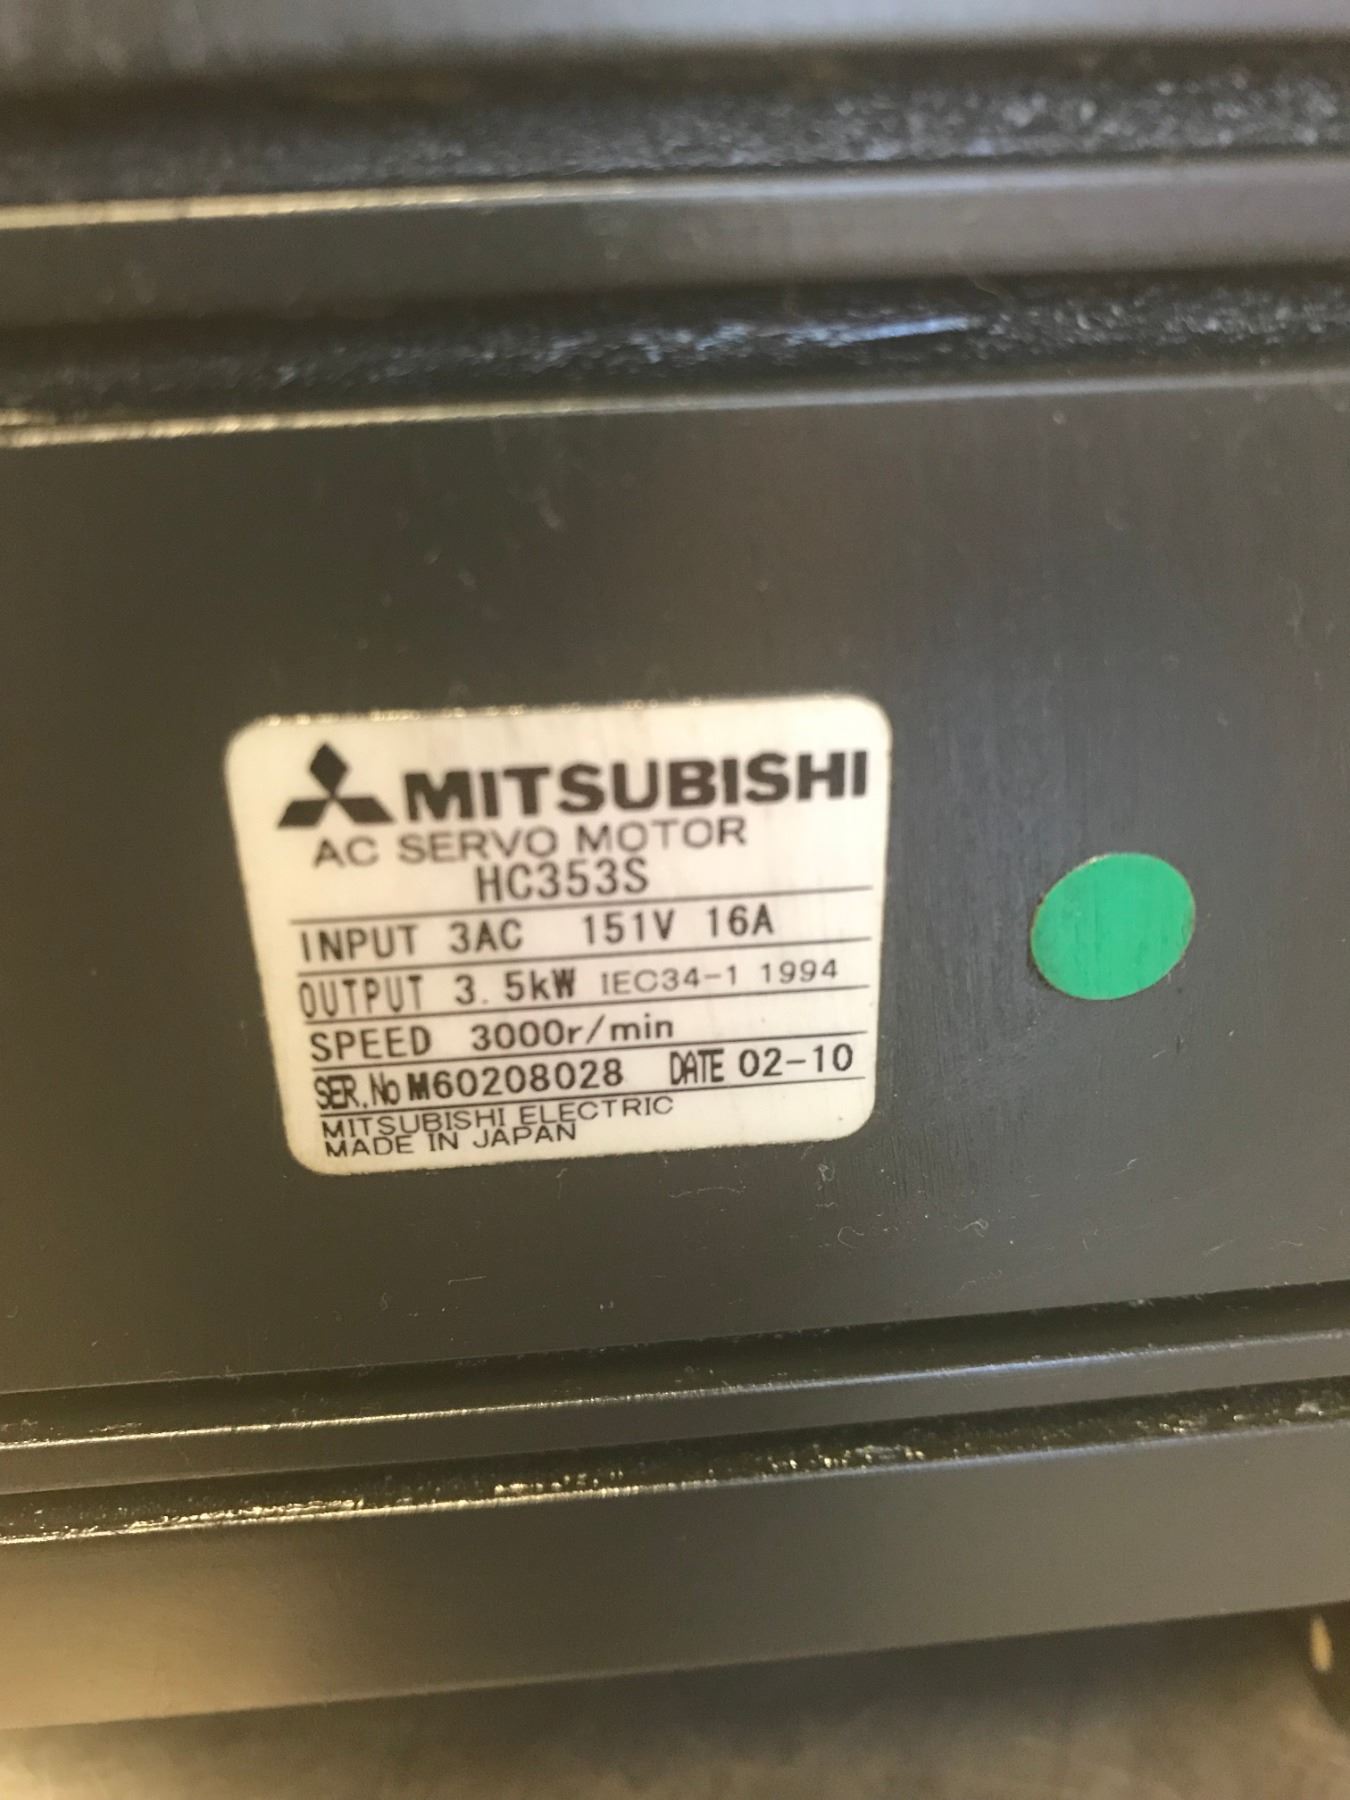 MITSUBISHI
AC SERVO MOTOR
HC353S
INPUT 3AC 151V 16A
OUTPUT 3.5kW IEC34-1 1994
SPEED 3000r/min
SER.No M60208028 DATE 02-10
MITSUBISHI ELECTRIC
MADE IN JAPAN